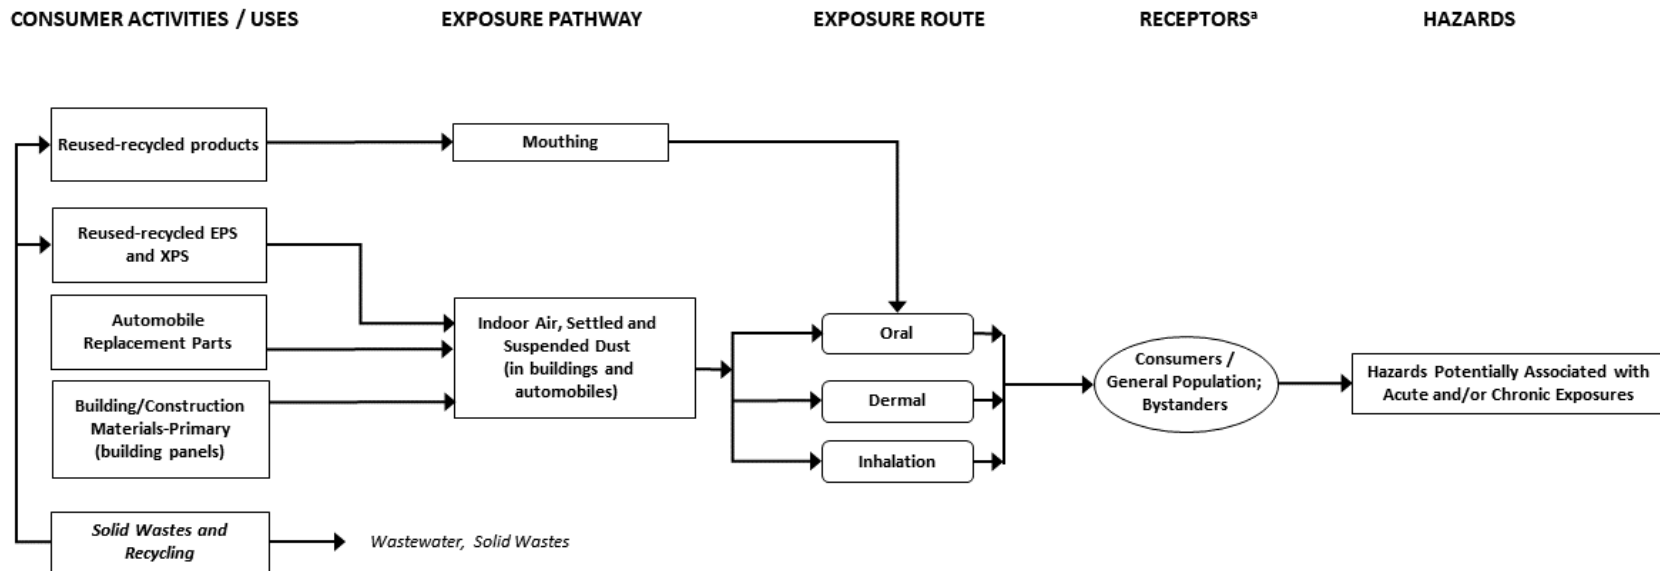 CONSUMER ACTIVITIES / USES
EXPOSURE PATHWAY
EXPOSURE ROUTE
RECEPTORSᵃ
HAZARDS
Reused-recycled products
Mouthing
Reused-recycled EPS
and XPS
Automobile
Replacement Parts
Building/Construction
Materials-Primary
(building panels)
Indoor Air, Settled and
Suspended Dust
(in buildings and
automobiles)
Oral
Dermal
Inhalation
Consumers /
General Population;
Bystanders
Hazards Potentially Associated with
Acute and/or Chronic Exposures
Solid Wastes and
Recycling
Wastewater, Solid Wastes